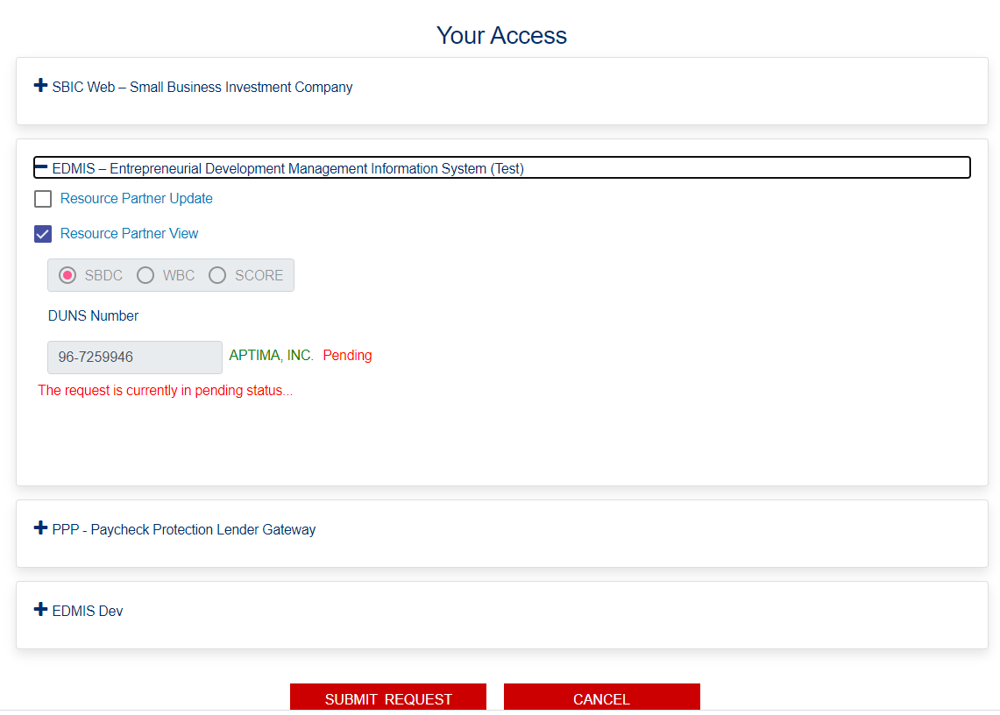 Your Access
SBIC Web – Small Business Investment Company
EDMIS – Entrepreneurial Development Management Information System (Test)
Resource Partner Update
Resource Partner View
SBDC WBC SCORE
DUNS Number
96-7259946 APTIMA, INC. Pending
The request is currently in pending status...
PPP - Paycheck Protection Lender Gateway
EDMIS Dev
SUBMIT REQUEST CANCEL